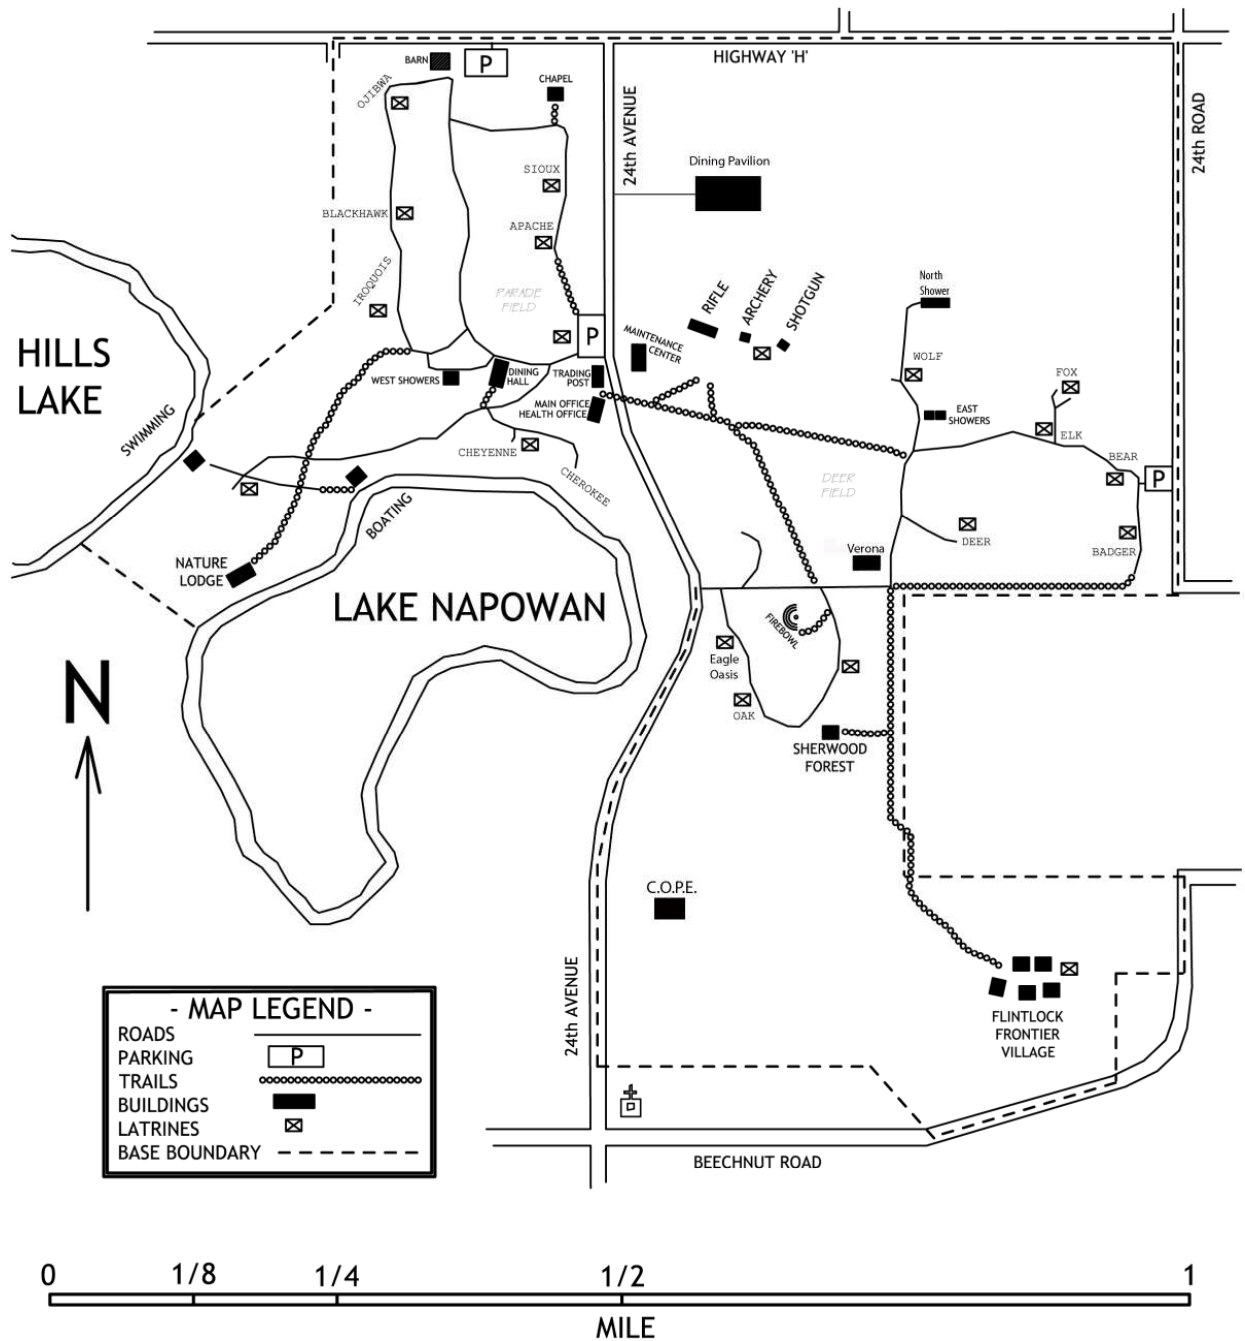 HIGHWAY 'H'
BARN
P
OJIBWA
CHAPEL
24th AVENUE
24th ROAD
Dining Pavilion
SIOUX
BLACKHAWK
APACHE
IROQUOIS
PARADE
FIELD
RIFLE
ARCHERY
SHOTGUN
North
Shower
P
MAINTENANCE
CENTER
HILLS
LAKE
WOLF
FOX
WEST SHOWERS
DINING
HALL
TRADING
POST
MAIN OFFICE
HEALTH OFFICE
EAST
SHOWERS
ELK
SWIMMING
CHEYENNE
CHEROKEE
BEAR
P
DEER
FIELD
BOATING
DEER
BADGER
Verona
NATURE
LODGE
LAKE NAPOWAN
FIREBOWL
Eagle
Oasis
OAK
N
SHERWOOD
FOREST
C.O.P.E.
24th AVENUE
FLINTLOCK
FRONTIER
VILLAGE
- MAP LEGEND -
ROADS
PARKING P
TRAILS
BUILDINGS
LATRINES
BASE BOUNDARY
BEECHNUT ROAD
0 1/8 1/4 1/2 1
MILE